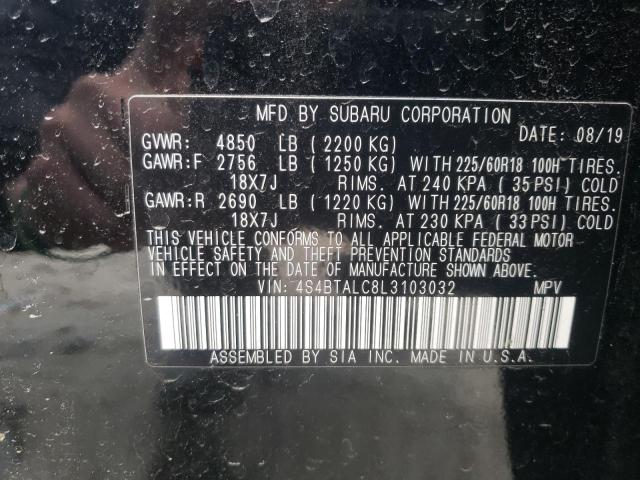 MFD BY SUBARU CORPORATION
DATE: 08/19
GVWR: 4850 LB (2200 KG)
GAWR:F 2756 LB (1250 KG) WITH 225/60R18 100H TIRES.
18X7J RIMS. AT 240 KPA (35 PSI) COLD
GAWR:R 2690 LB (1220 KG) WITH 225/60R18 100H TIRES.
18X7J RIMS. AT 230 KPA (33 PSI) COLD
THIS VEHICLE CONFORMS TO ALL APPLICABLE FEDERAL MOTOR
VEHICLE SAFETY AND THEFT PREVENTION STANDARDS IN
EFFECT ON THE DATE OF MANUFACTURE SHOWN ABOVE.
VIN: 4S4BTALC8L3103032 MPV
ASSEMBLED BY SIA INC. MADE IN U.S.A.